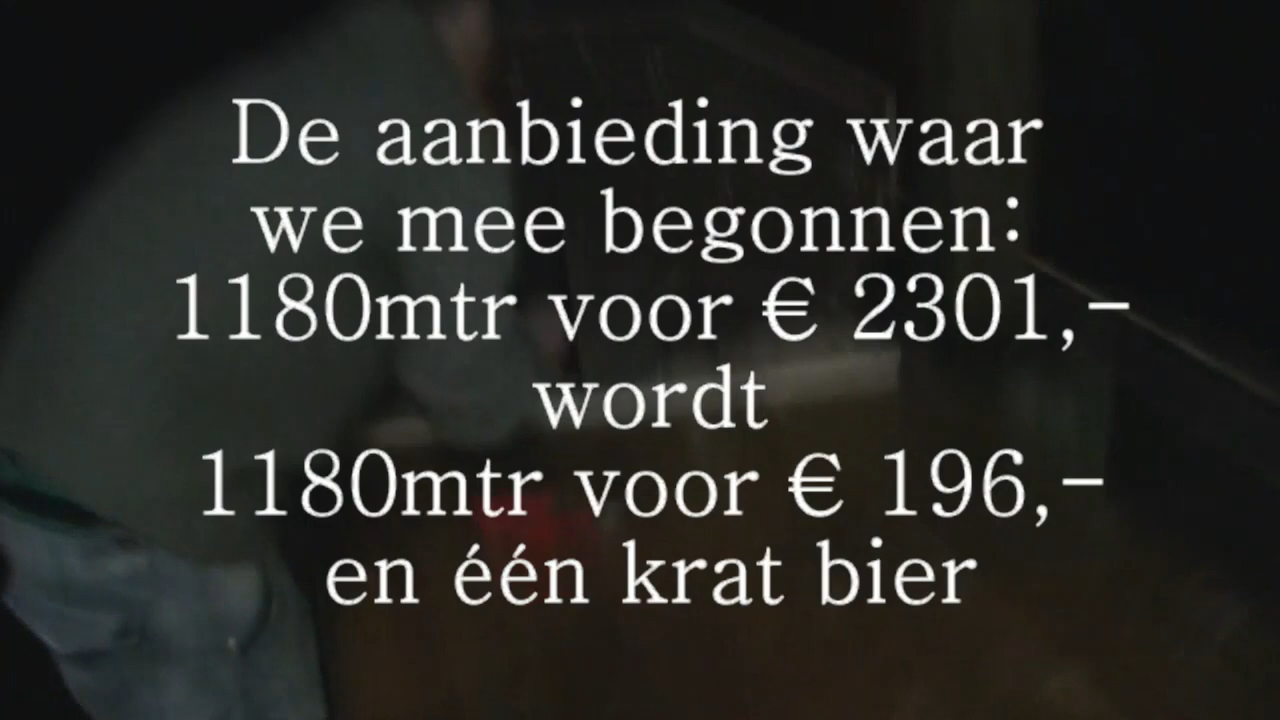 De aanbieding waar
we mee begonnen:
1180mtr voor € 2301,-
wordt
1180mtr voor € 196,-
en één krat bier